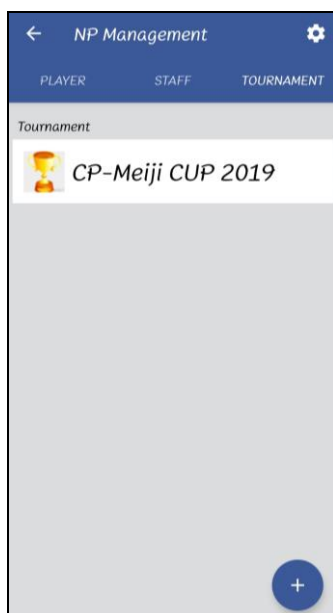 NP Management
PLAYER STAFF TOURNAMENT
Tournament
CP-Meiji CUP 2019